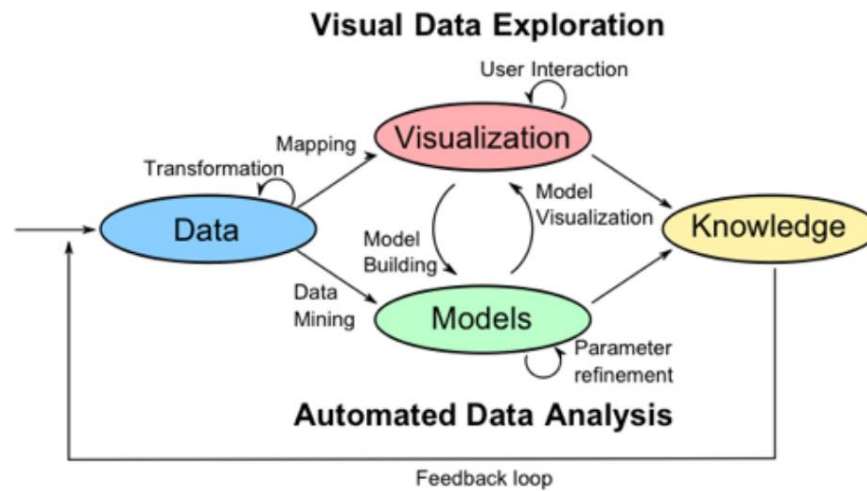 Visual Data Exploration
User Interaction
Visualization
Mapping
Transformation
Data
Model
Visualization
Model
Building
Knowledge
Data
Mining
Models
Parameter
refinement
Automated Data Analysis
Feedback loop